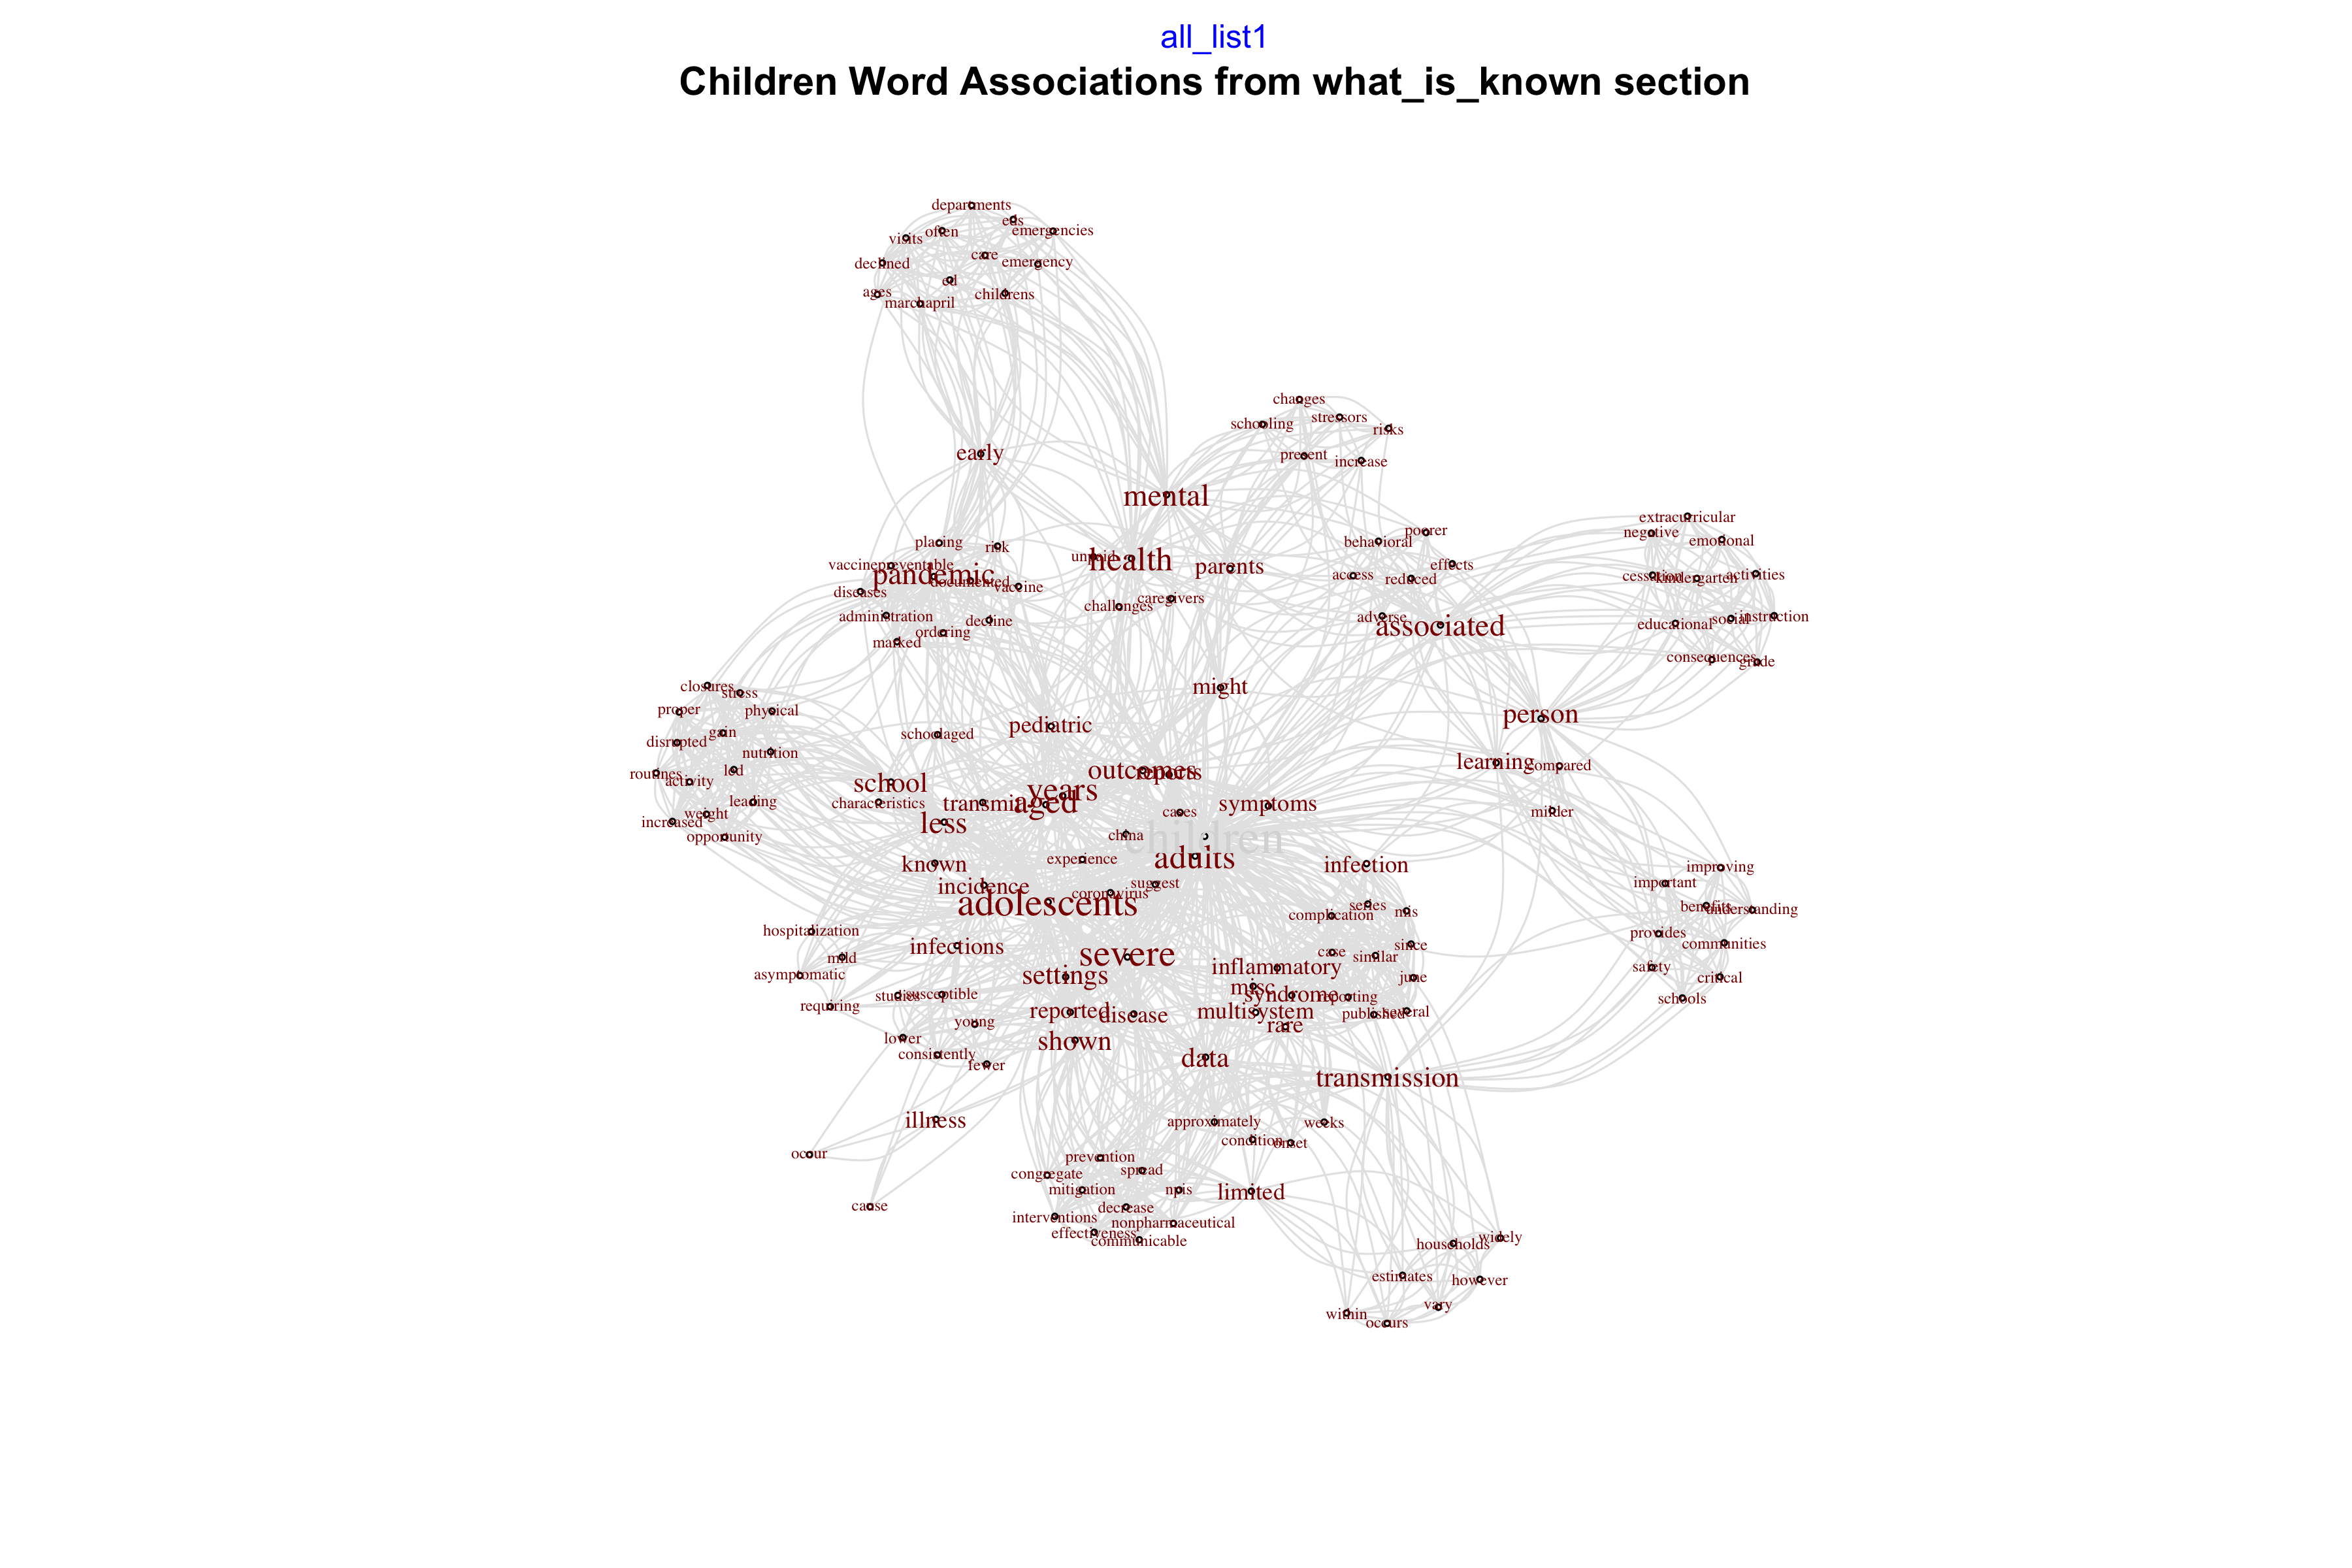 all_list1
Children Word Associations from what_is_known section
departments
eds
often
emergencies
visits
care
declined
emergency
ed
ages
childrens
marchapril
changes
stressors
schooling
risks
early
present
increase
mental
extracurricular
negative
poorer
emotional
placing
behavioral
risk
unpaid
health
vaccinepreventable
parents
effects
pandemic
access
cessation
kindergarten
activities
documented
reduced
vaccine
diseases
caregivers
challenges
administration
adverse
instruction
decline
social
associated
educational
ordering
marked
consequences
grade
closures
might
stress
proper
physical
person
pediatric
gain
schoolaged
disrupted
nutrition
learning
compared
led
outcomes
reports
routines
activity
school
years
leading
characteristics
aged
symptoms
weight
cases
milder
increased
less
opportunity
china
children
adults
experience
known
infection
improving
suggest
important
incidence
coronavirus
adolescents
series
benefits
understanding
mis
complication
hospitalization
provides
communities
infections
since
case
severe
mild
similar
inflammatory
safety
asymptomatic
settings
june
critical
misc
studies
susceptible
syndrome
reporting
schools
requiring
reported
disease
multisystem
published
several
young
rare
lower
shown
consistently
data
fewer
transmission
illness
approximately
weeks
condition
onset
occur
prevention
spread
congregate
mitigation
npis
limited
cause
decrease
interventions
nonpharmaceutical
effectiveness
communicable
widely
households
estimates
however
vary
within
occurs